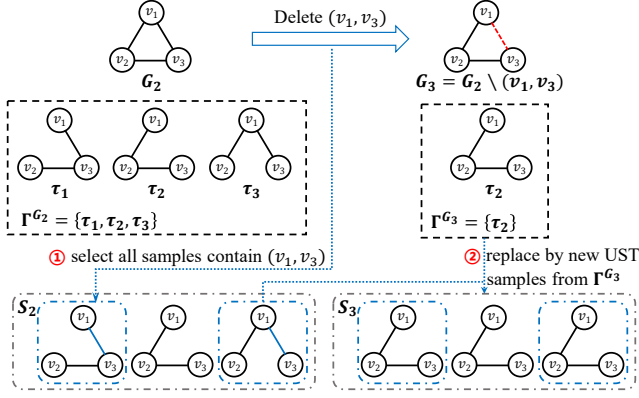 Delete (v₁, v₃)
v₁
v₂ v₃
G₂
v₁
v₂ v₃
G₃ = G₂ \ (v₁, v₃)
v₁ v₁ v₁
v₂ v₃ v₂ v₃ v₂ v₃
τ₁ τ₂ τ₃
Γ^G₂ = {τ₁, τ₂, τ₃}
v₁
v₂ v₃
τ₂
Γ^G₃ = {τ₂}
① select all samples contain (v₁, v₃)
② replace by new UST
samples from Γ^G₃
S₂ v₁ v₁ v₁
v₂ v₃ v₂ v₃ v₂ v₃
S₃ v₁ v₁ v₁
v₂ v₃ v₂ v₃ v₂ v₃